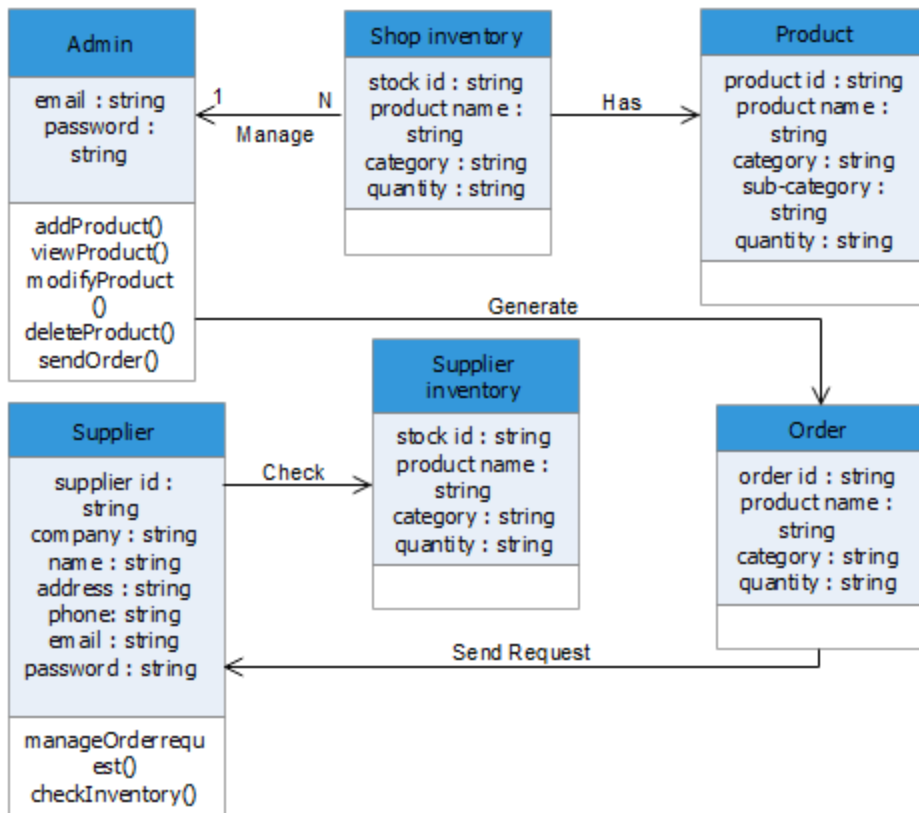 Admin
email : string
password :
string
addProduct()
viewProduct()
modifyProduct
()
deleteProduct()
sendOrder()
1
N
Manage
Shop inventory
stock id : string
product name :
string
category : string
quantity : string
Has
Product
product id : string
product name :
string
category : string
sub-category :
string
quantity : string
Generate
Supplier
supplier id :
string
company : string
name : string
address : string
phone: string
email : string
password : string
manageOrderrequ
est()
checkInventory()
Check
Supplier
inventory
stock id : string
product name :
string
category : string
quantity : string
Order
order id : string
product name :
string
category : string
quantity : string
Send Request